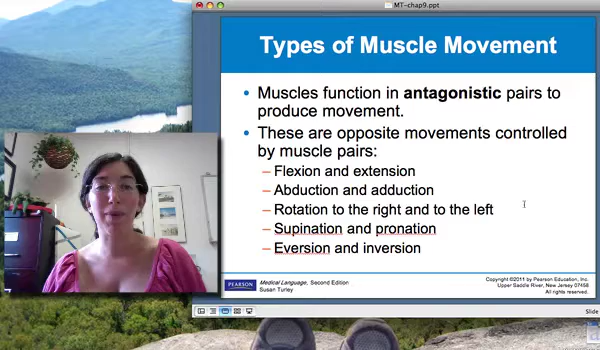 MT-chap9.ppt
Types of Muscle Movement
• Muscles function in antagonistic pairs to
produce movement.
• These are opposite movements controlled
by muscle pairs:
– Flexion and extension
– Abduction and adduction
– Rotation to the right and to the left
– Supination and pronation
– Eversion and inversion
PEARSON
Medical Language, Second Edition
Susan Turley
Copyright ©2011 by Pearson Education, Inc.
Upper Saddle River, New Jersey 07458
All rights reserved.
Slide